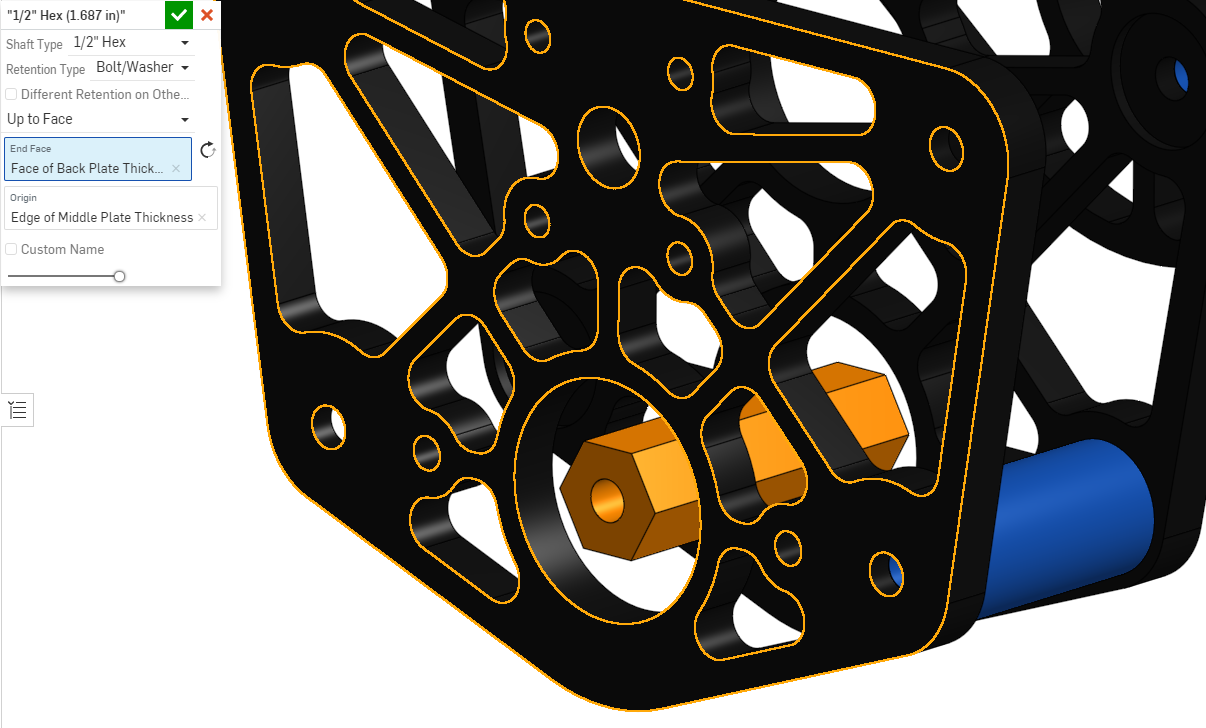 "1/2" Hex (1.687 in)"
Shaft Type 1/2" Hex
Retention Type Bolt/Washer
Different Retention on Othe...
Up to Face
End Face
Face of Back Plate Thick...
Origin
Edge of Middle Plate Thickness
Custom Name